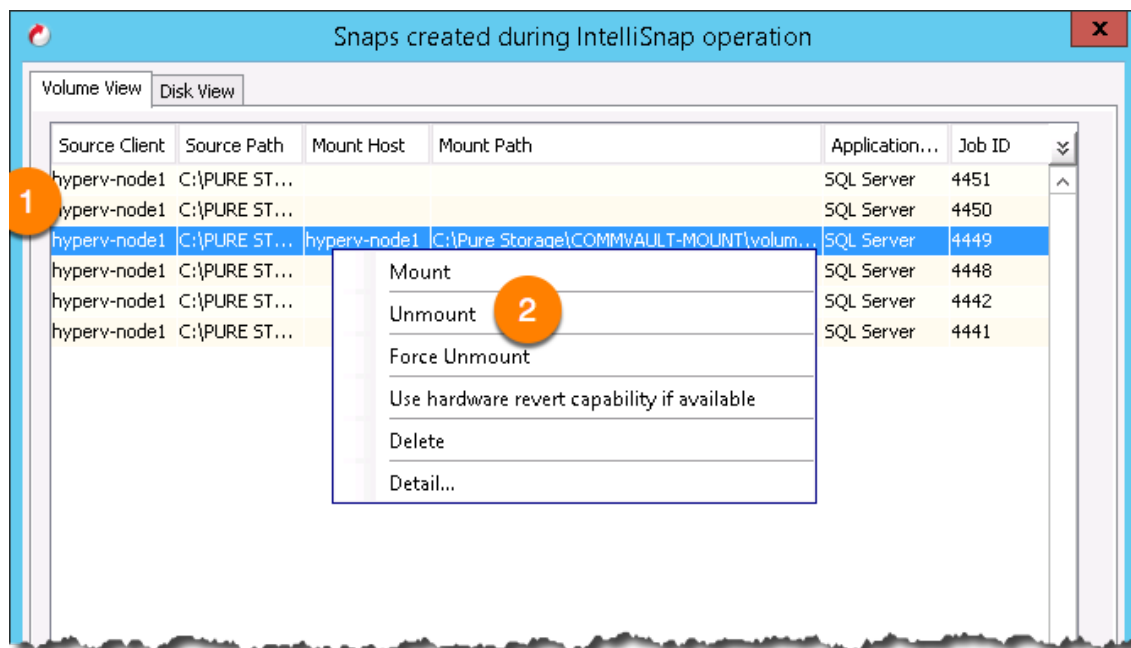 Snaps created during IntelliSnap operation
x
Volume View Disk View
Source Client Source Path Mount Host Mount Path Application... Job ID
hyperv-node1 C:\PURE ST... SQL Server 4451
1
hyperv-node1 C:\PURE ST... SQL Server 4450
hyperv-node1 C:\PURE ST... hyperv-node1 C:\Pure Storage\COMMVAULT-MOUNT\volum... SQL Server 4449
hyperv-node1 C:\PURE ST... SQL Server 4448
hyperv-node1 C:\PURE ST... SQL Server 4442
hyperv-node1 C:\PURE ST... SQL Server 4441
Mount
Unmount 2
Force Unmount
Use hardware revert capability if available
Delete
Detail...